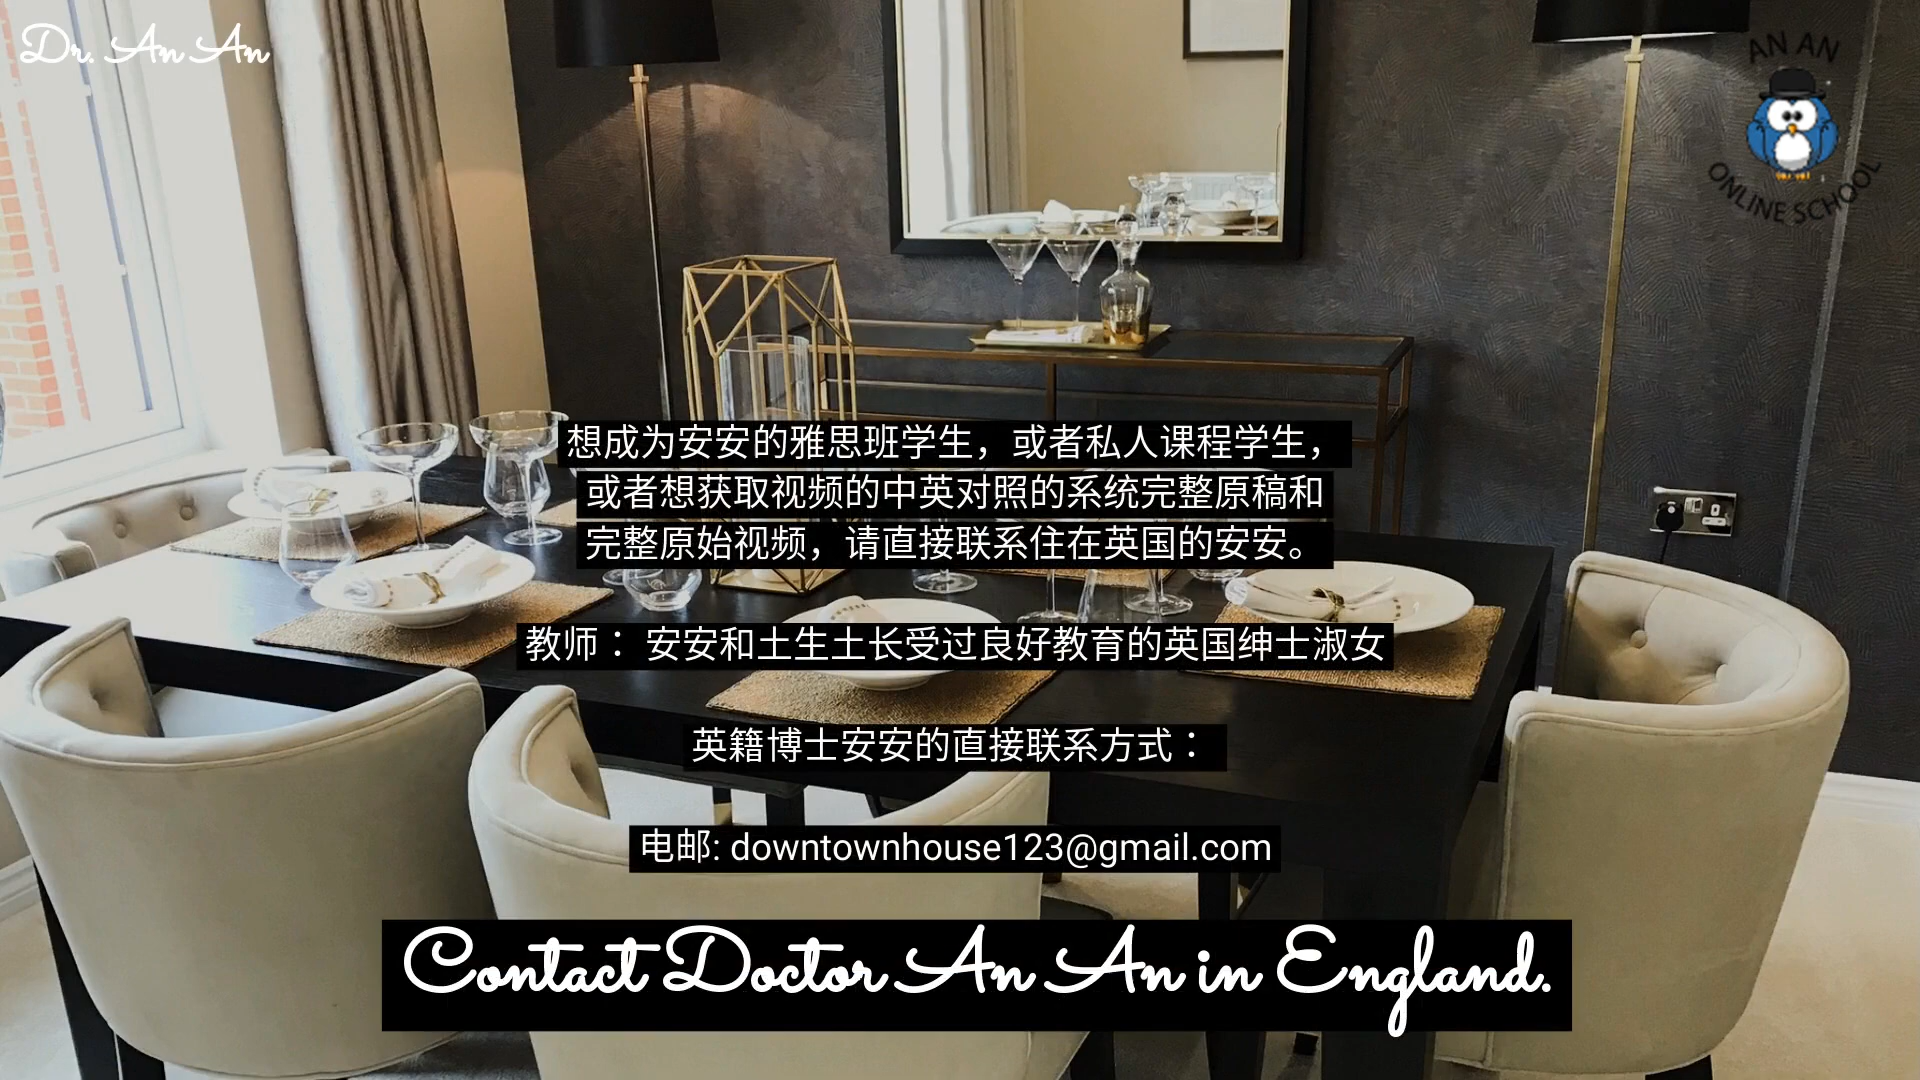 Dr. An An
AN AN
ONLINE SCHOOL
想成为安安的雅思班学生，或者私人课程学生，
或者想获取视频的中英对照的系统完整原稿和
完整原始视频，请直接联系住在英国的安安。
教师： 安安和土生土长受过良好教育的英国绅士淑女
英籍博士安安的直接联系方式：
电邮: downtownhouse123@gmail.com
Contact Doctor An An in England.